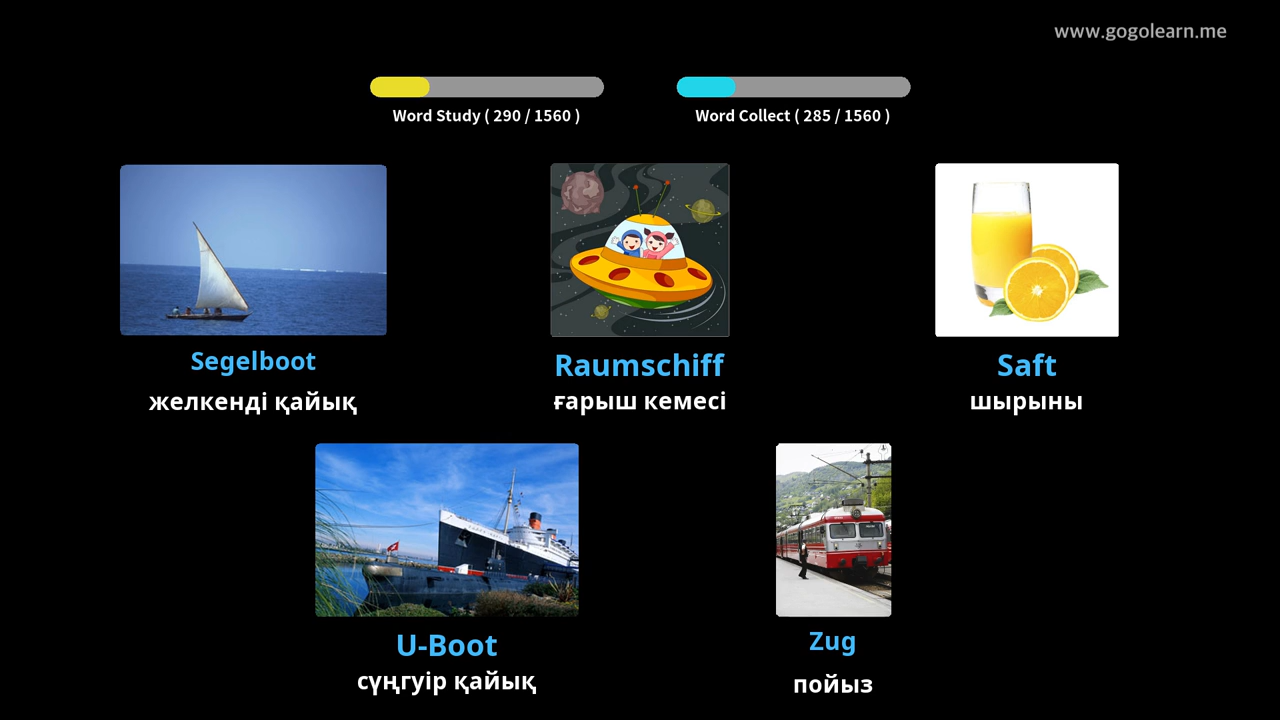 www.gogolearn.me
Word Study ( 290 / 1560 )
Word Collect ( 285 / 1560 )
Segelboot
желкенді қайық
Raumschiff
ғарыш кемесі
Saft
шырыны
U-Boot
сүңгуір қайық
Zug
пойыз